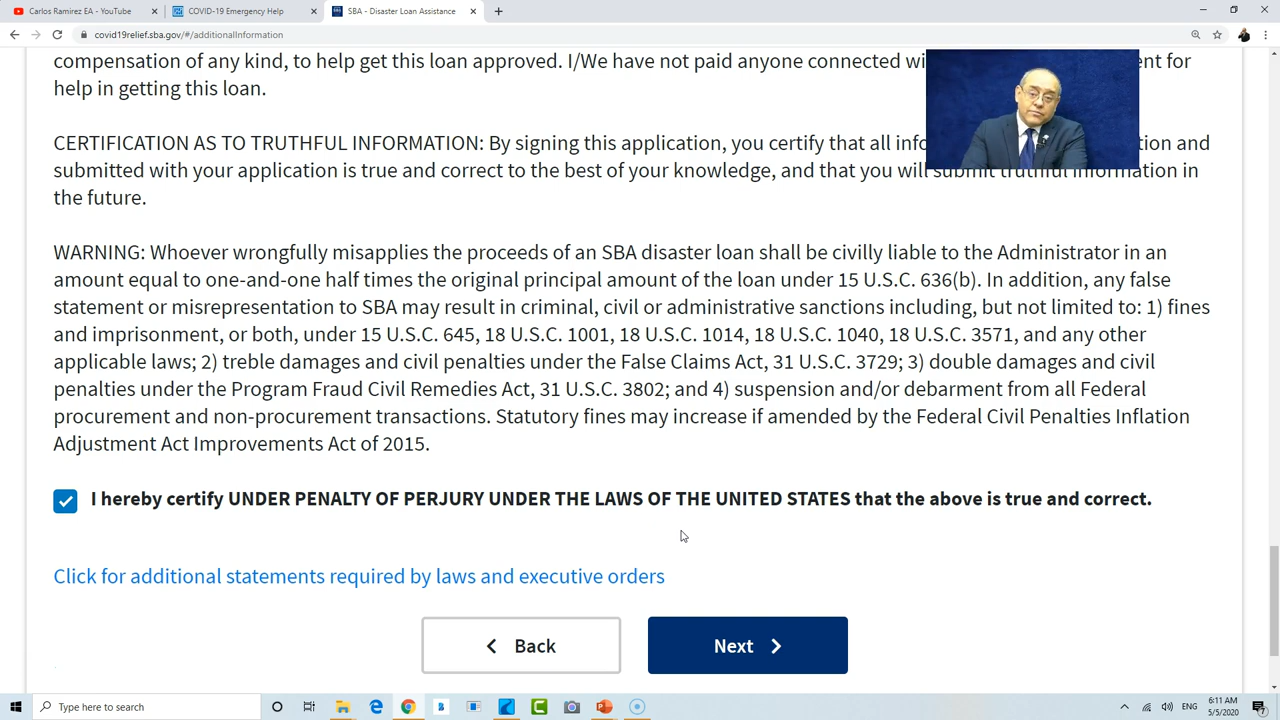 Carlos Ramirez EA - YouTube
COVID-19 Emergency Help
SBA - Disaster Loan Assistance
covid19relief.sba.gov/#/additionalInformation
compensation of any kind, to help get this loan approved. I/We have not paid anyone connected ent for
help in getting this loan.
CERTIFICATION AS TO TRUTHFUL INFORMATION: By signing this application, you certify that all and
submitted with your application is true and correct to the best of your knowledge, and that you will submit truthful information in
the future.
WARNING: Whoever wrongfully misapplies the proceeds of an SBA disaster loan shall be civilly liable to the Administrator in an
amount equal to one-and-one half times the original principal amount of the loan under 15 U.S.C. 636(b). In addition, any false
statement or misrepresentation to SBA may result in criminal, civil or administrative sanctions including, but not limited to: 1) fines
and imprisonment, or both, under 15 U.S.C. 645, 18 U.S.C. 1001, 18 U.S.C. 1014, 18 U.S.C. 1040, 18 U.S.C. 3571, and any other
applicable laws; 2) treble damages and civil penalties under the False Claims Act, 31 U.S.C. 3729; 3) double damages and civil
penalties under the Program Fraud Civil Remedies Act, 31 U.S.C. 3802; and 4) suspension and/or debarment from all Federal
procurement and non-procurement transactions. Statutory fines may increase if amended by the Federal Civil Penalties Inflation
Adjustment Act Improvements Act of 2015.
I hereby certify UNDER PENALTY OF PERJURY UNDER THE LAWS OF THE UNITED STATES that the above is true and correct.
Click for additional statements required by laws and executive orders
Back
Next
Type here to search
ENG
6:11 AM
5/5/2020